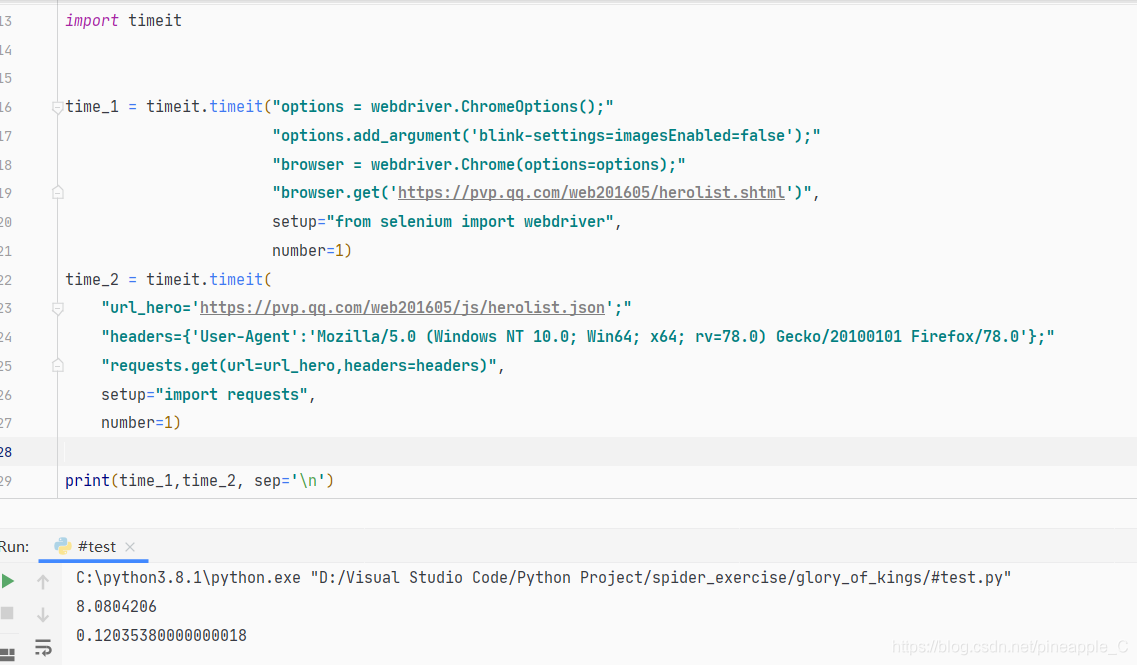 13 import timeit
14
15
16 time_1 = timeit.timeit("options = webdriver.ChromeOptions();"
17 "options.add_argument('blink-settings=imagesEnabled=false');"
18 "browser = webdriver.Chrome(options=options);"
19 "browser.get('https://pvp.qq.com/web201605/herolist.shtml')",
20 setup="from selenium import webdriver",
21 number=1)
22 time_2 = timeit.timeit(
23 "url_hero='https://pvp.qq.com/web201605/js/herolist.json';"
24 "headers={'User-Agent':'Mozilla/5.0 (Windows NT 10.0; Win64; x64; rv=78.0) Gecko/20100101 Firefox/78.0'};"
25 "requests.get(url=url_hero,headers=headers)",
26 setup="import requests",
27 number=1)
28
29 print(time_1,time_2, sep='\n')
Run: #test
C:\python3.8.1\python.exe "D:/Visual Studio Code/Python Project/spider_exercise/glory_of_kings/#test.py"
8.0804206
0.12035380000000018
https://blog.csdn.net/pineapple_C